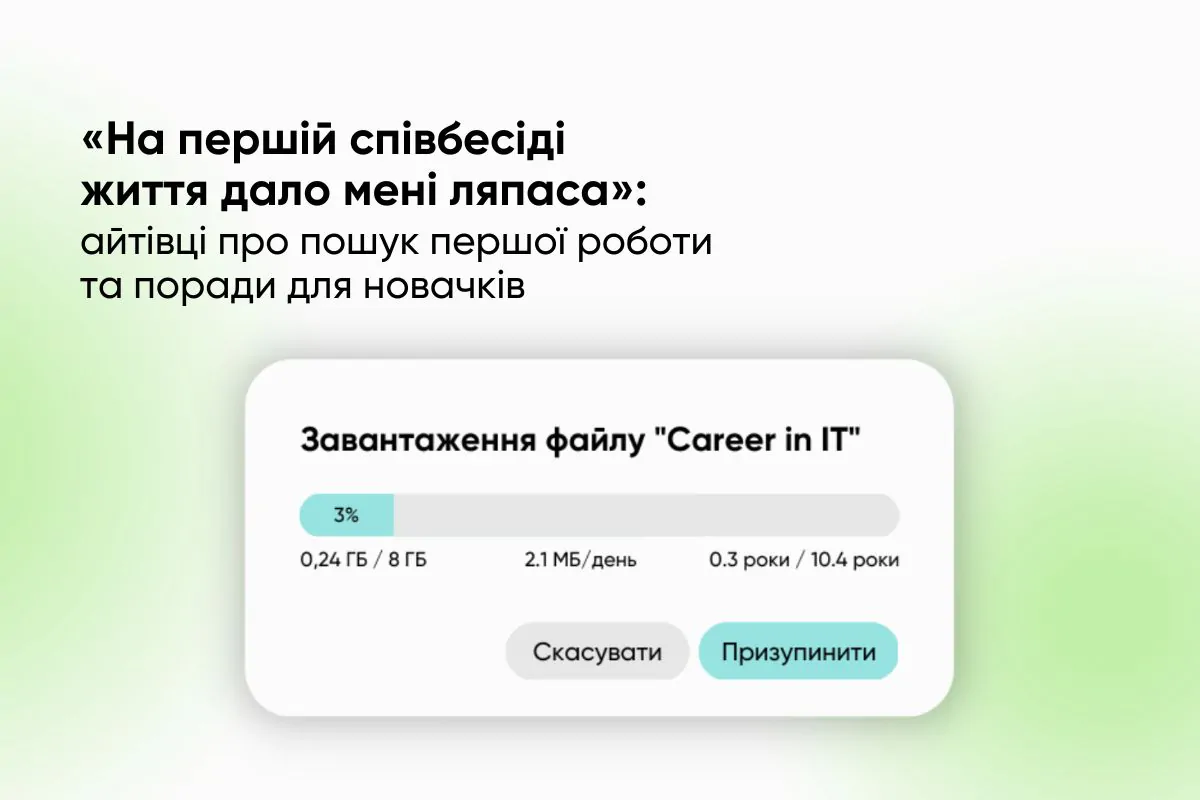 «На першій співбесіді
життя дало мені ляпаса»:
айтівці про пошук першої роботи
та поради для новачків
Завантаження файлу "Career in IT"
3%
0,24 ГБ / 8 ГБ 2.1 МБ/день 0.3 роки / 10.4 роки
Скасувати Призупинити